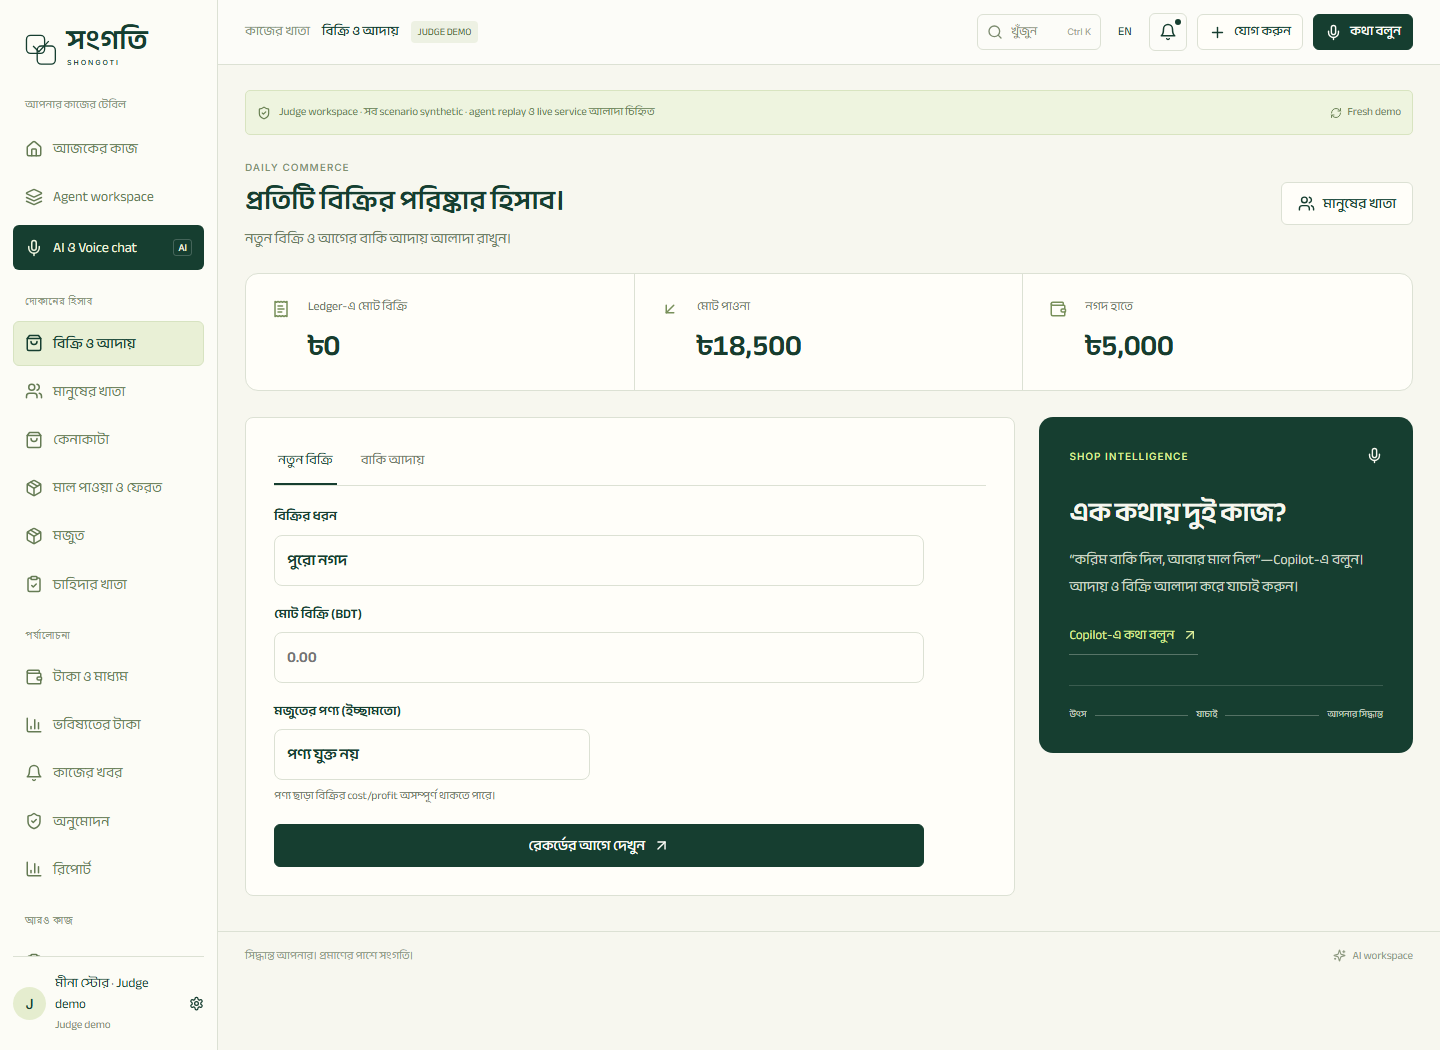 সংগতি
SHONGOTI
আপনার কাজের টেবিল
আজকের কাজ
Agent workspace
AI ও Voice chat
AI
দোকানের হিসাব
বিক্রি ও আদায়
মানুষের খাতা
কেনাকাটা
মাল পাওয়া ও ফেরত
মজুত
চাহিদার খাতা
পর্যালোচনা
টাকা ও মাধ্যম
ভবিষ্যতের টাকা
কাজের খবর
অনুমোদন
রিপোর্ট
আরও কাজ
J
মীনা স্টোর · Judge
demo
Judge demo
কাজের খাতা বিক্রি ও আদায় JUDGE DEMO
খুঁজুন Ctrl K
EN
যোগ করুন
কথা বলুন
Judge workspace · সব scenario synthetic · agent replay ও live service আলাদা চিহ্নিত
Fresh demo
DAILY COMMERCE
প্রতিটি বিক্রির পরিষ্কার হিসাব।
নতুন বিক্রি ও আগের বাকি আদায় আলাদা রাখুন।
মানুষের খাতা
Ledger-এ মোট বিক্রি
৳0
মোট পাওনা
৳18,500
নগদ হাতে
৳5,000
নতুন বিক্রি বাকি আদায়
বিক্রির ধরন
পুরো নগদ
মোট বিক্রি (BDT)
0.00
মজুতের পণ্য (ইচ্ছামতো)
পণ্য যুক্ত নয়
পণ্য ছাড়া বিক্রির cost/profit অসম্পূর্ণ থাকতে পারে।
রেকর্ডের আগে দেখুন
SHOP INTELLIGENCE
এক কথায় দুই কাজ?
“করিম বাকি দিল, আবার মাল নিল”—Copilot-এ বলুন।
আদায় ও বিক্রি আলাদা করে যাচাই করুন।
Copilot-এ কথা বলুন
উৎস যাচাই আপনার সিদ্ধান্ত
সিদ্ধান্ত আপনার। প্রমাণের পাশে সংগতি।
AI workspace